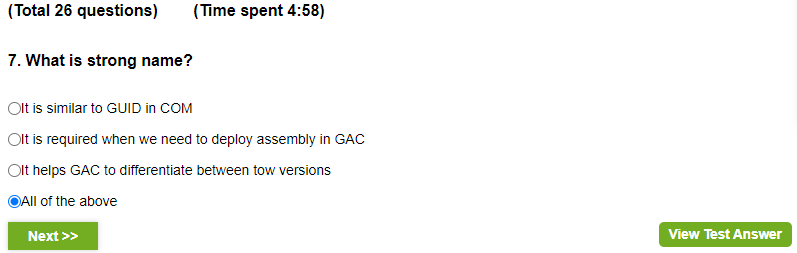 (Total 26 questions) (Time spent 4:58)
7. What is strong name?
It is similar to GUID in COM
It is required when we need to deploy assembly in GAC
It helps GAC to differentiate between tow versions
All of the above
Next >> View Test Answer